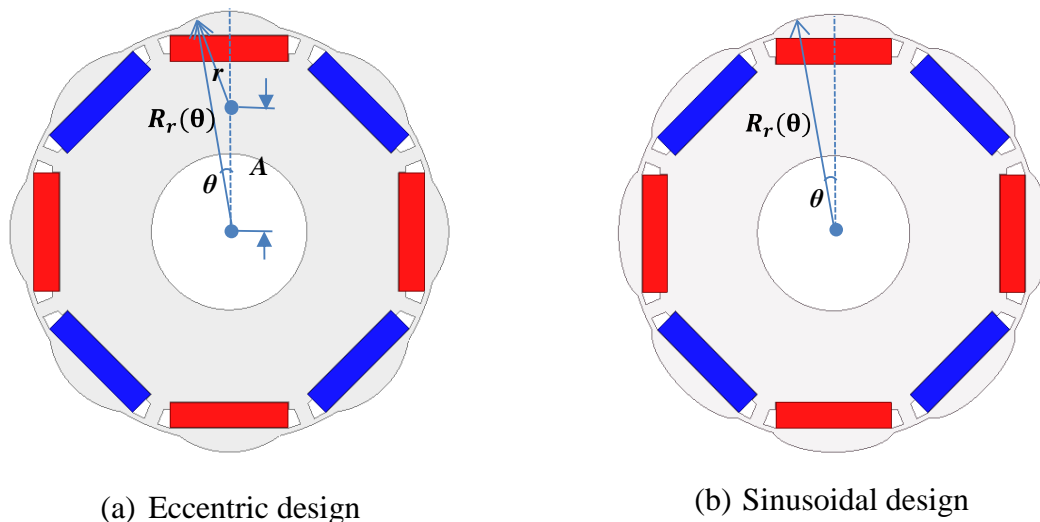 r
R_r(θ)
A
θ
(a) Eccentric design
R_r(θ)
θ
(b) Sinusoidal design